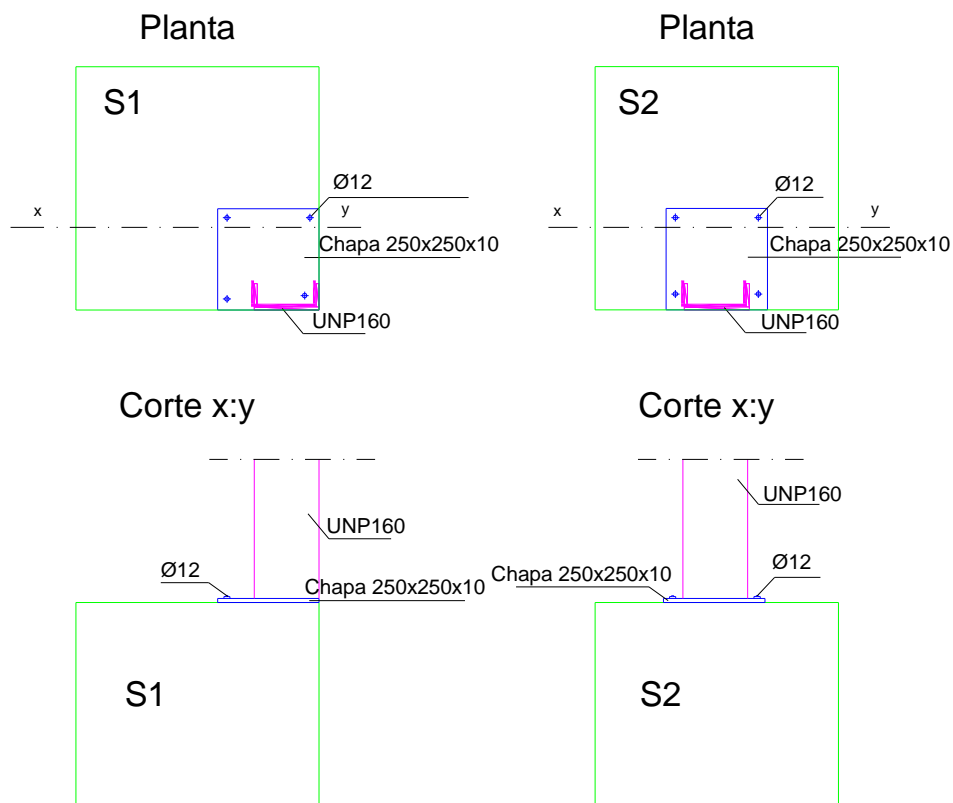 Planta
Planta
S1
S2
Ø12
Ø12
x
y
x
y
Chapa 250x250x10
Chapa 250x250x10
UNP160
UNP160
Corte x:y
Corte x:y
UNP160
UNP160
Ø12
Chapa 250x250x10
Chapa 250x250x10
Ø12
S1
S2